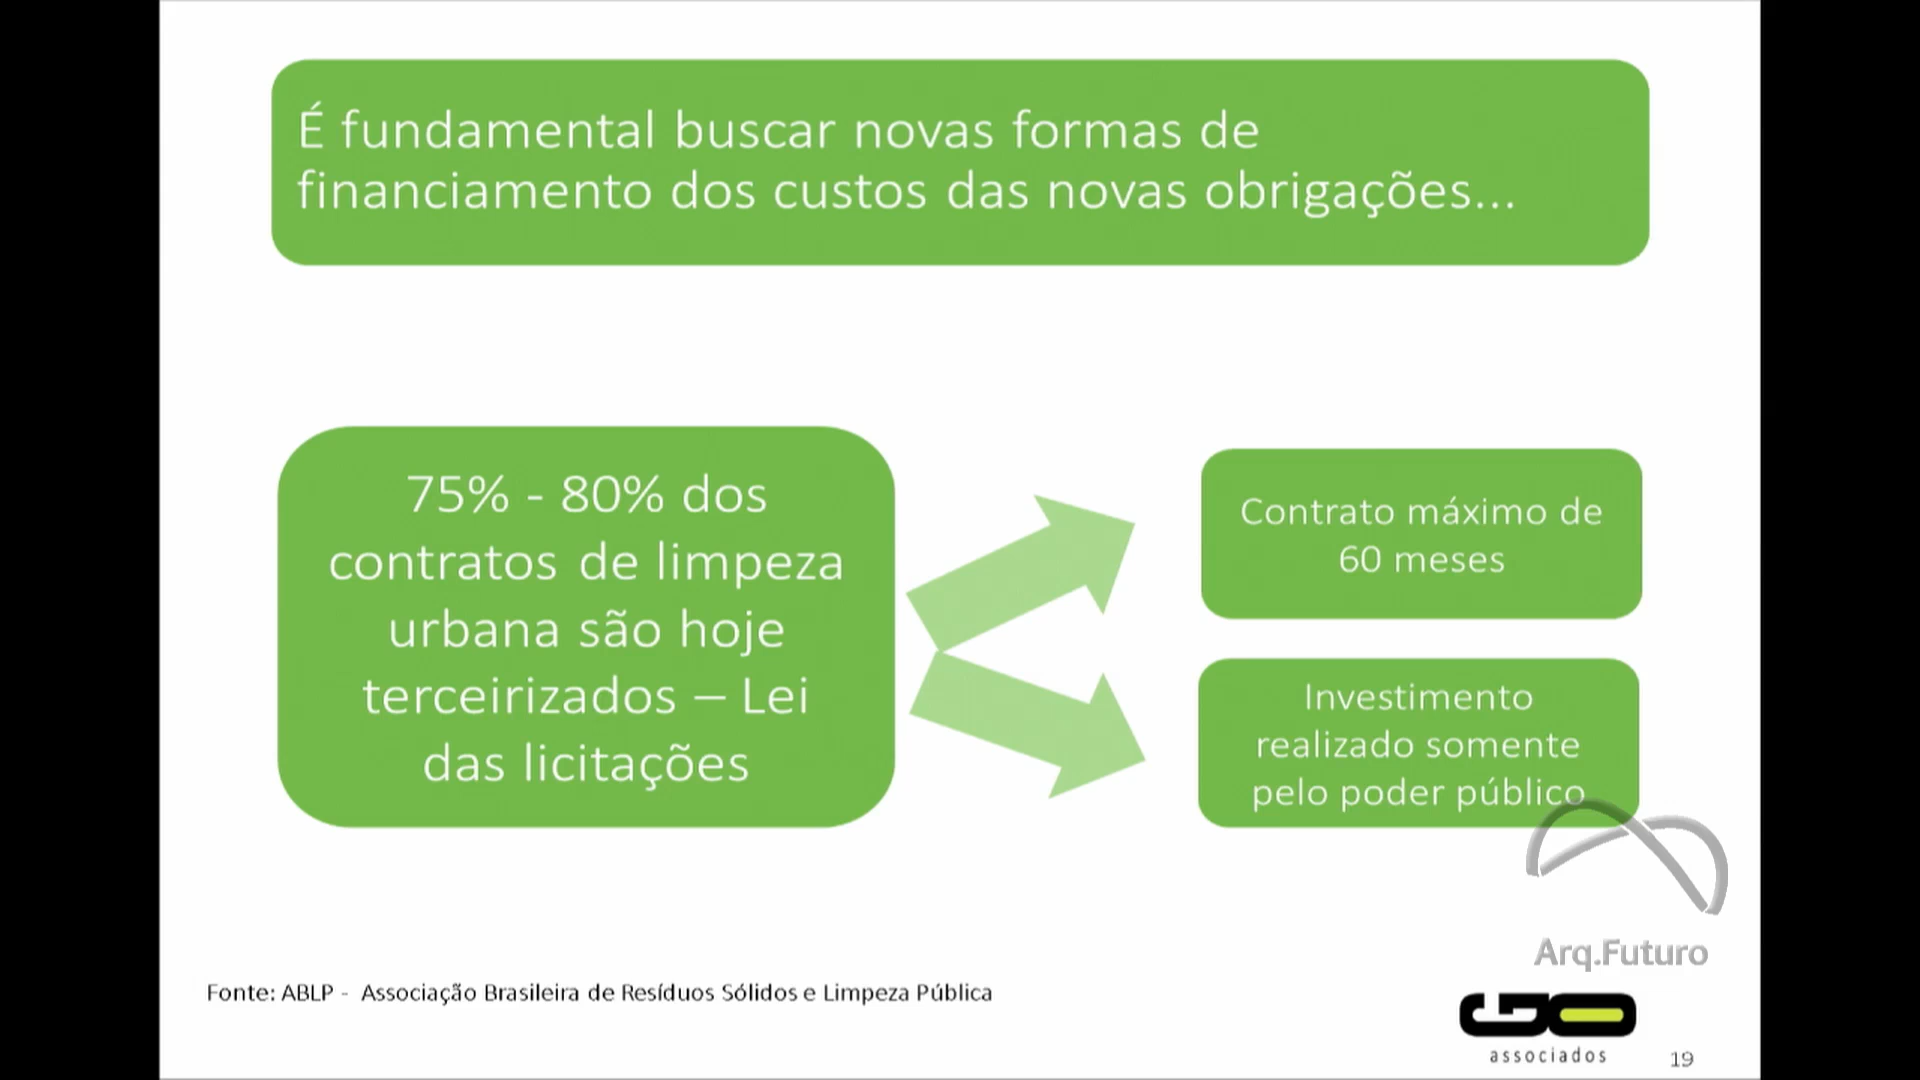 É fundamental buscar novas formas de
financiamento dos custos das novas obrigações...
75% - 80% dos
contratos de limpeza
urbana são hoje
terceirizados – Lei
das licitações
Contrato máximo de
60 meses
Investimento
realizado somente
pelo poder público
Arq.Futuro
Fonte: ABLP - Associação Brasileira de Resíduos Sólidos e Limpeza Pública
GO
associados
19